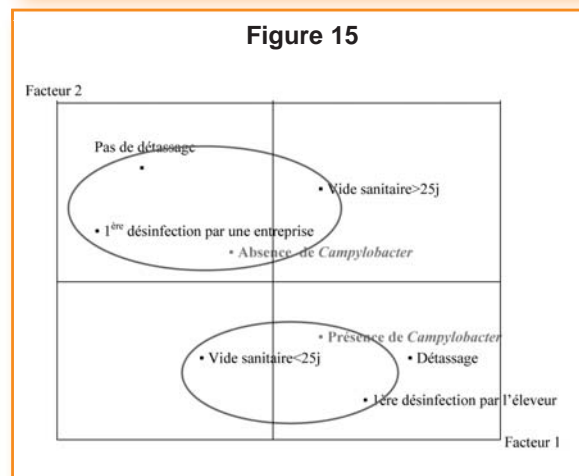 Figure 15
Facteur 2
Pas de détassage
• Vide sanitaire>25j
• 1ère désinfection par une entreprise
• Absence de Campylobacter
• Présence de Campylobacter
• Vide sanitaire<25j
• Détassage
• 1ère désinfection par l'éleveur
Facteur 1